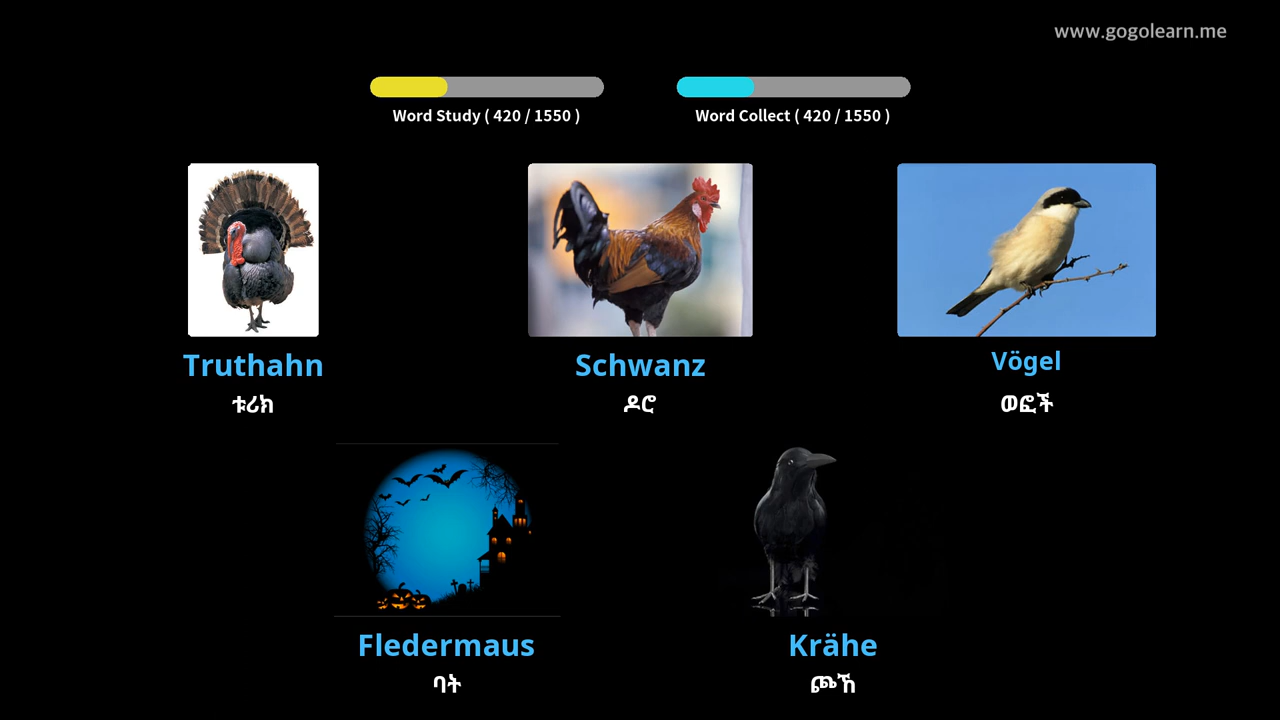 www.gogolearn.me
Word Study ( 420 / 1550 )
Word Collect ( 420 / 1550 )
Truthahn
ቱሪክ
Schwanz
ዶሮ
Vögel
ወፎች
Fledermaus
ባት
Krähe
ጮኸ